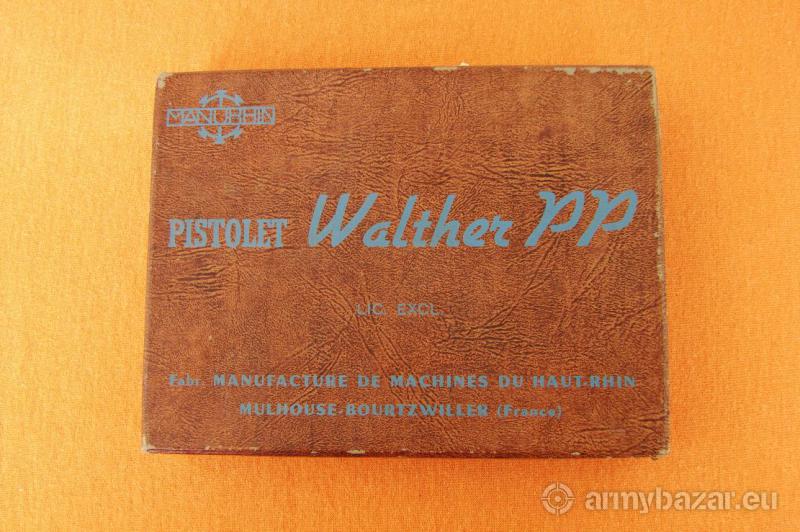 MANURHIN
PISTOLET Walther PP
LIC. EXCL.
Fabr. MANUFACTURE DE MACHINES DU HAUT-RHIN
MULHOUSE-BOURTZWILLER (France)
armybazar.eu